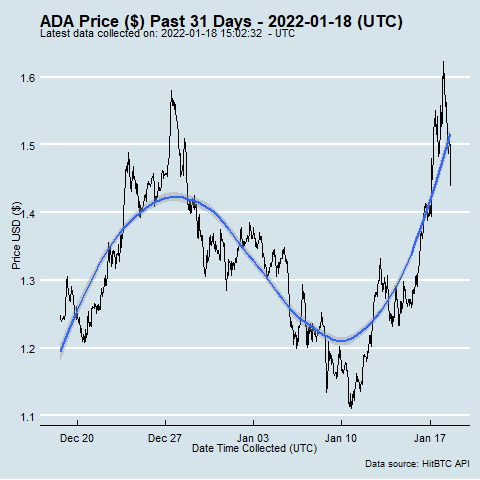 ADA Price ($) Past 31 Days - 2022-01-18 (UTC)
Latest data collected on: 2022-01-18 15:02:32  - UTC
1.6
1.5
1.4
1.3
1.2
1.1
Price USD ($)
Dec 20 Dec 27 Jan 03 Jan 10 Jan 17
Date Time Collected (UTC)
Data source: HitBTC API